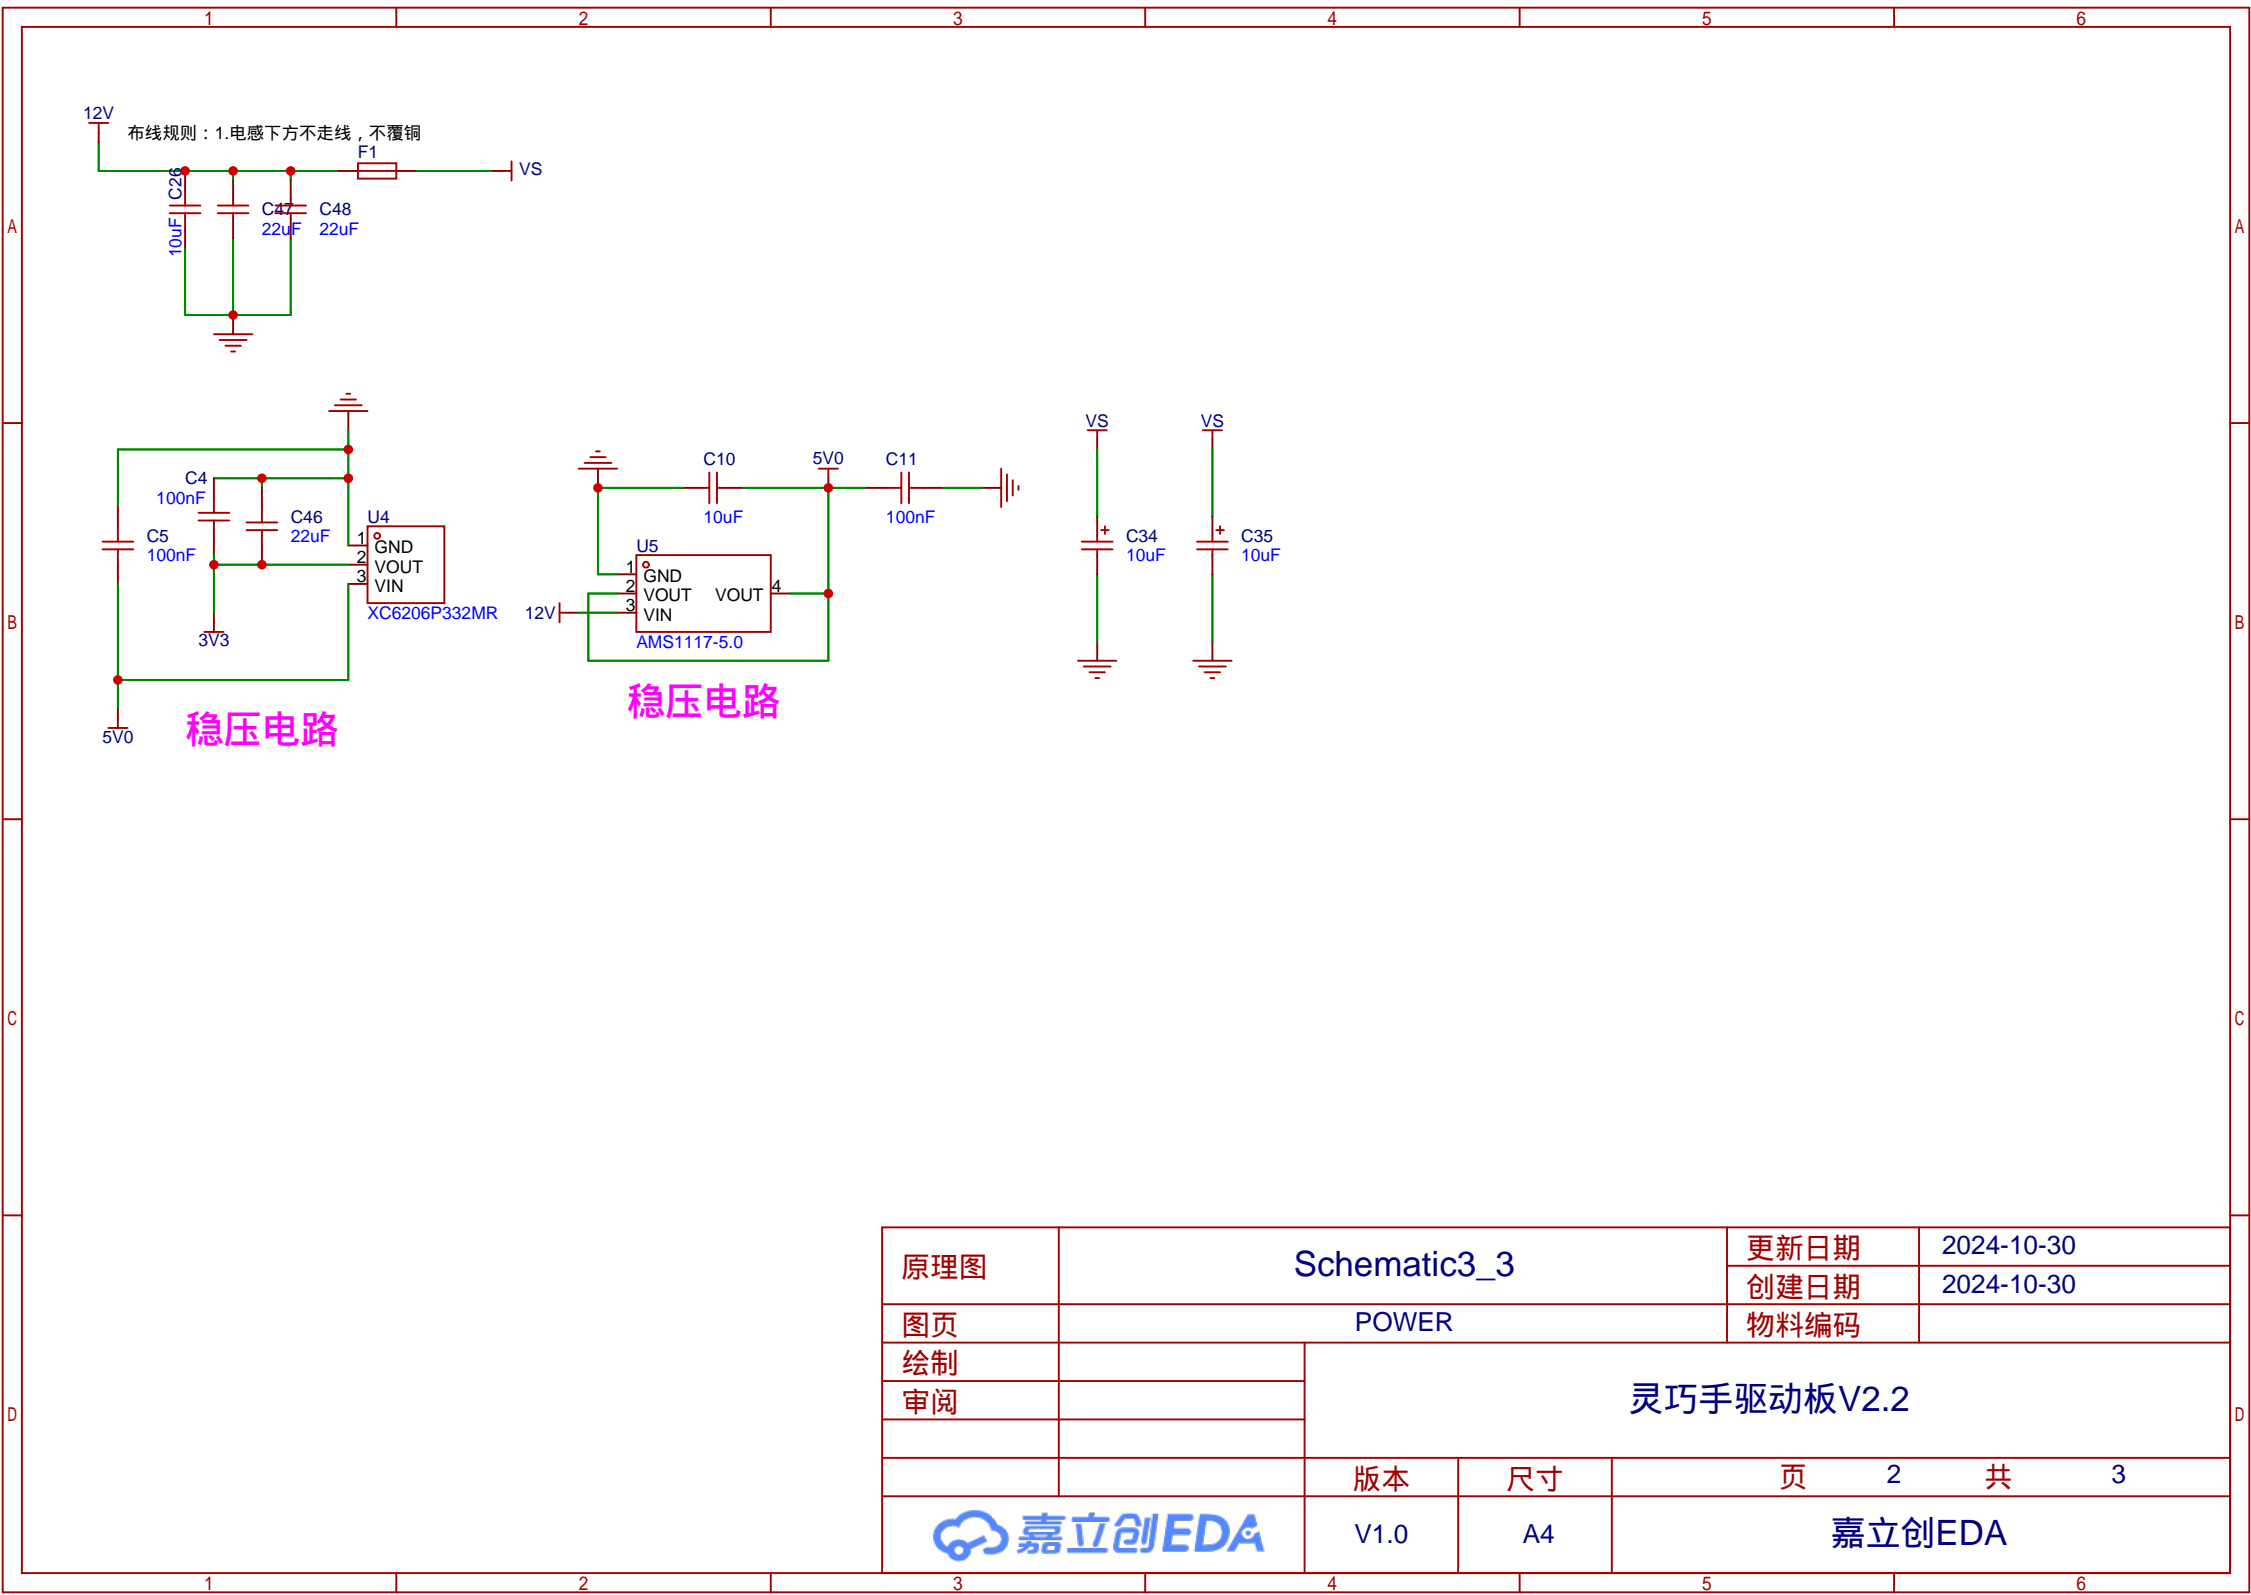 1 2 3 4 5 6
12V
布线规则：1.电感下方不走线，不覆铜
F1
VS
C26
10uF
C47
22uF
C48
22uF
A A
C4
100nF
C5
100nF
C46
22uF
U4
1 GND
2 VOUT
3 VIN
XC6206P332MR
3V3
5V0
稳压电路
C10
10uF
5V0
C11
100nF
U5
1 GND
2 VOUT VOUT 4
3 VIN
12V
AMS1117-5.0
稳压电路
VS
C34
10uF
VS
C35
10uF
B B
C C
D D
原理图 Schematic3_3 更新日期 2024-10-30
创建日期 2024-10-30
图页 POWER 物料编码
绘制
审阅
灵巧手驱动板V2.2
版本 尺寸 页 2 共 3
嘉立创EDA V1.0 A4 嘉立创EDA
1 2 3 4 5 6